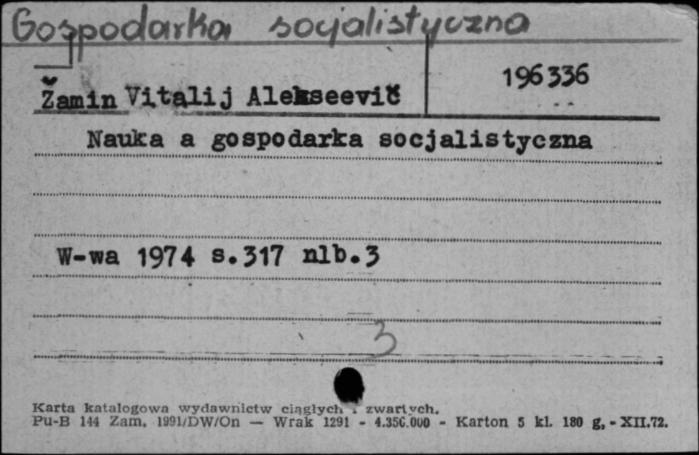 Gospodarka socjalistyczna
196336
Žamin Vitalij Alekseevič
Nauka a gospodarka socjalistyczna
W-wa 1974 s.317 nlb.3
3
Karta katalogowa wydawnictw ciągłych i zwartych.
Pu-B 144 Zam. 1991/DW/On — Wrak 1291 - 4.356.000 - Karton 5 kl. 180 g. - XII.72.